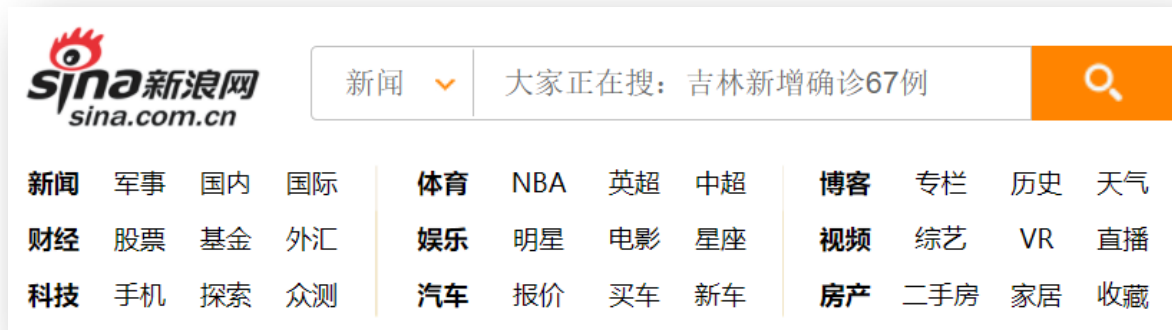 sina新浪网
sina.com.cn
新闻 大家正在搜：吉林新增确诊67例
新闻 军事 国内 国际 体育 NBA 英超 中超 博客 专栏 历史 天气
财经 股票 基金 外汇 娱乐 明星 电影 星座 视频 综艺 VR 直播
科技 手机 探索 众测 汽车 报价 买车 新车 房产 二手房 家居 收藏